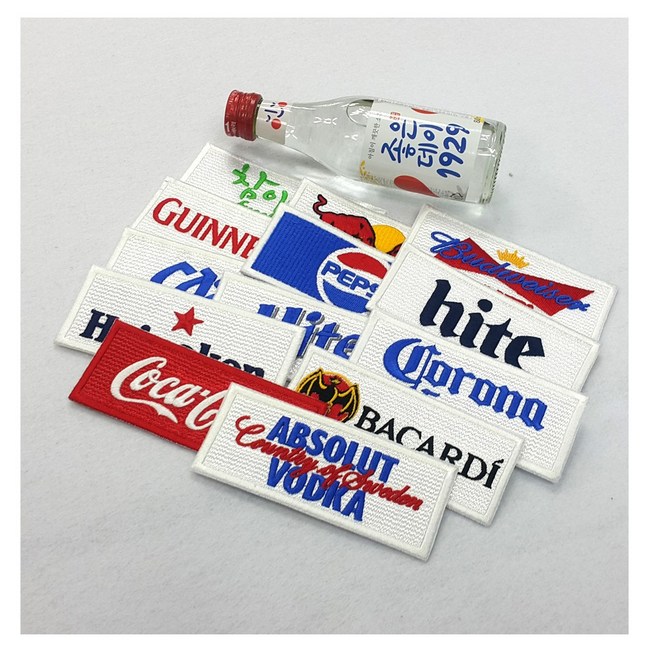 좋은
데이
1929
참이
GUINNE
PEPS
Budweiser
hite
Hite
Corona
Heineken
Coca-C
BACARDÍ
ABSOLUT
Country of Sweden
VODKA